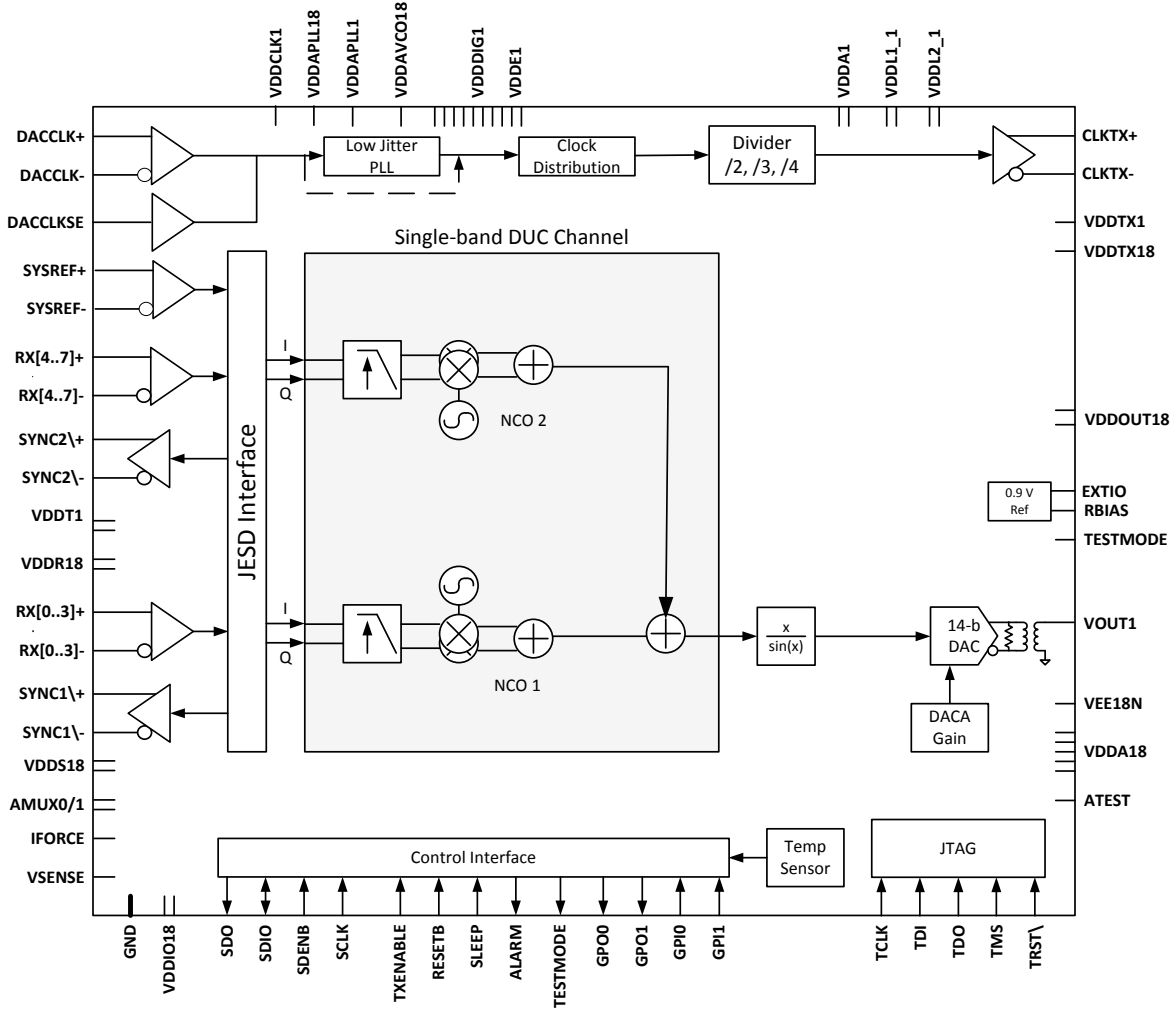 VDDCLK1
VDDAPLL18
VDDAPLL1
VDDAVCO18
VDDDIG1
VDDE1
VDDA1
VDDL1_1
VDDL2_1
DACCLK+
DACCLK-
DACCLKSE
SYSREF+
SYSREF-
RX[4..7]+
.
RX[4..7]-
SYNC2\+
SYNC2\-
VDDT1
VDDR18
RX[0..3]+
.
RX[0..3]-
SYNC1\+
SYNC1\-
VDDS18
AMUX0/1
IFORCE
VSENSE
Low Jitter
PLL
Clock
Distribution
Divider
/2, /3, /4
Single-band DUC Channel
JESD Interface
I
Q
NCO 2
I
Q
NCO 1
x
sin(x)
14-b
DAC
DACA
Gain
0.9 V
Ref
CLKTX+
CLKTX-
VDDTX1
VDDTX18
VDDOUT18
EXTIO
RBIAS
TESTMODE
VOUT1
VEE18N
VDDA18
ATEST
Control Interface
Temp
Sensor
JTAG
GND
VDDIO18
SDO
SDIO
SDENB
SCLK
TXENABLE
RESETB
SLEEP
ALARM
TESTMODE
GPO0
GPO1
GPI0
GPI1
TCLK
TDI
TDO
TMS
TRST\